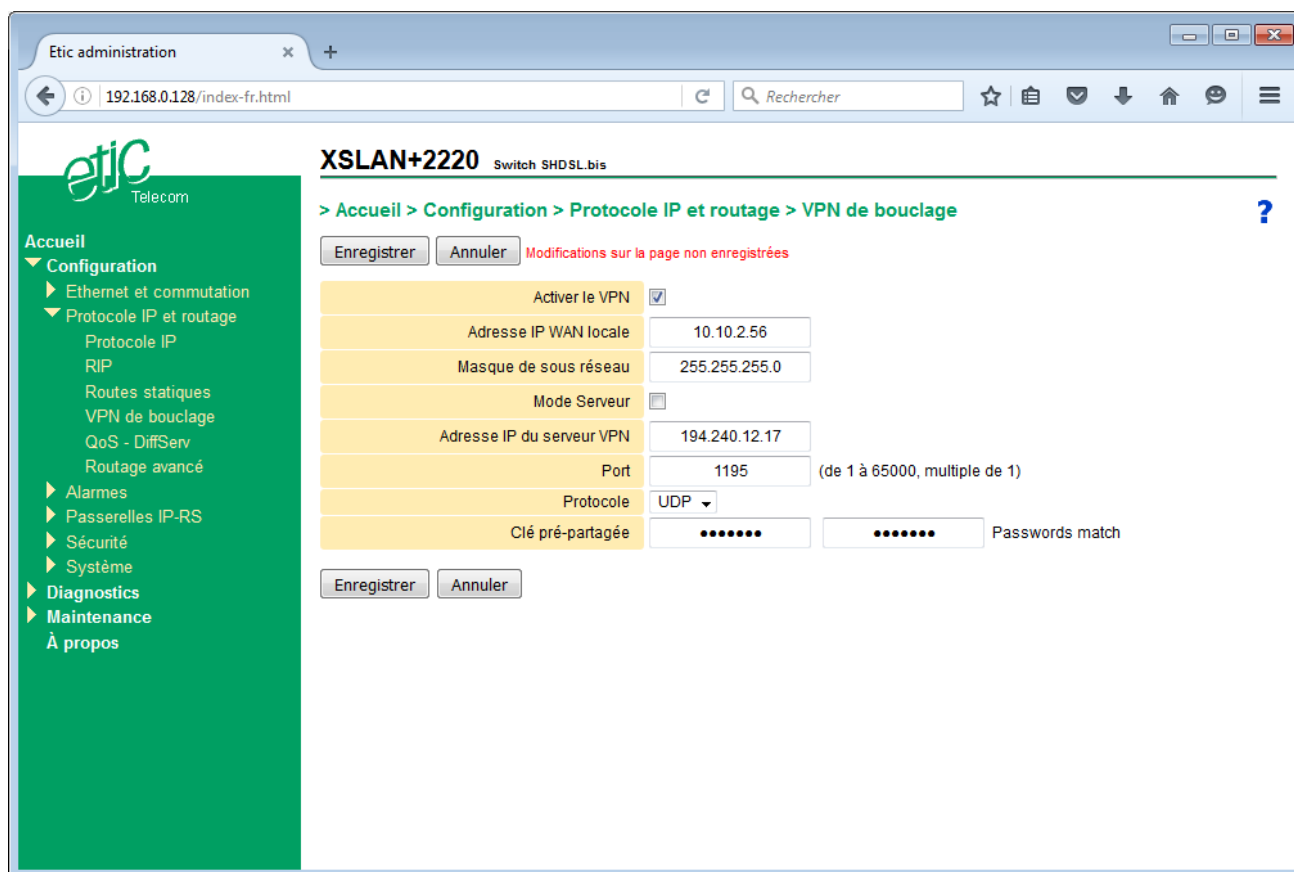 Etic administration
192.168.0.128/index-fr.html
Rechercher
etic
Telecom
XSLAN+2220 Switch SHDSL.bis
> Accueil > Configuration > Protocole IP et routage > VPN de bouclage
?
Accueil
Configuration
Ethernet et commutation
Protocole IP et routage
Protocole IP
RIP
Routes statiques
VPN de bouclage
QoS - DiffServ
Routage avancé
Alarmes
Passerelles IP-RS
Sécurité
Système
Diagnostics
Maintenance
À propos
Enregistrer Annuler Modifications sur la page non enregistrées
Activer le VPN
Adresse IP WAN locale 10.10.2.56
Masque de sous réseau 255.255.255.0
Mode Serveur
Adresse IP du serveur VPN 194.240.12.17
Port 1195 (de 1 à 65000, multiple de 1)
Protocole UDP
Clé pré-partagée ••••••• ••••••• Passwords match
Enregistrer Annuler